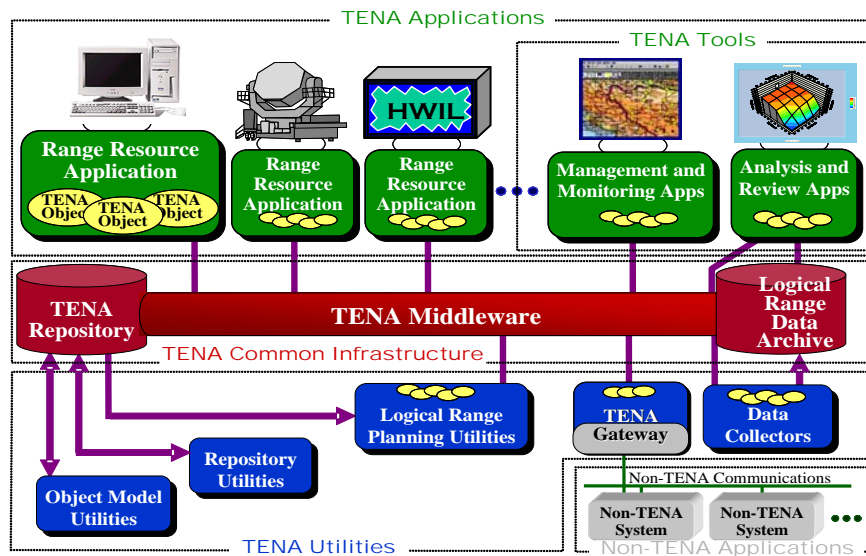 TENA Applications
TENA Tools
HWIL
Range Resource
Application
TENA
Object
TENA
Object
TENA
Object
Range
Resource
Application
Range
Resource
Application
Management and
Monitoring Apps
Analysis and
Review Apps
TENA
Repository
TENA Middleware
Logical
Range
Data
Archive
TENA Common Infrastructure
Logical Range
Planning Utilities
TENA
Gateway
Data
Collectors
Repository
Utilities
Object Model
Utilities
Non-TENA Communications
Non-TENA
System
Non-TENA
System
TENA Utilities
Non-TENA Applications